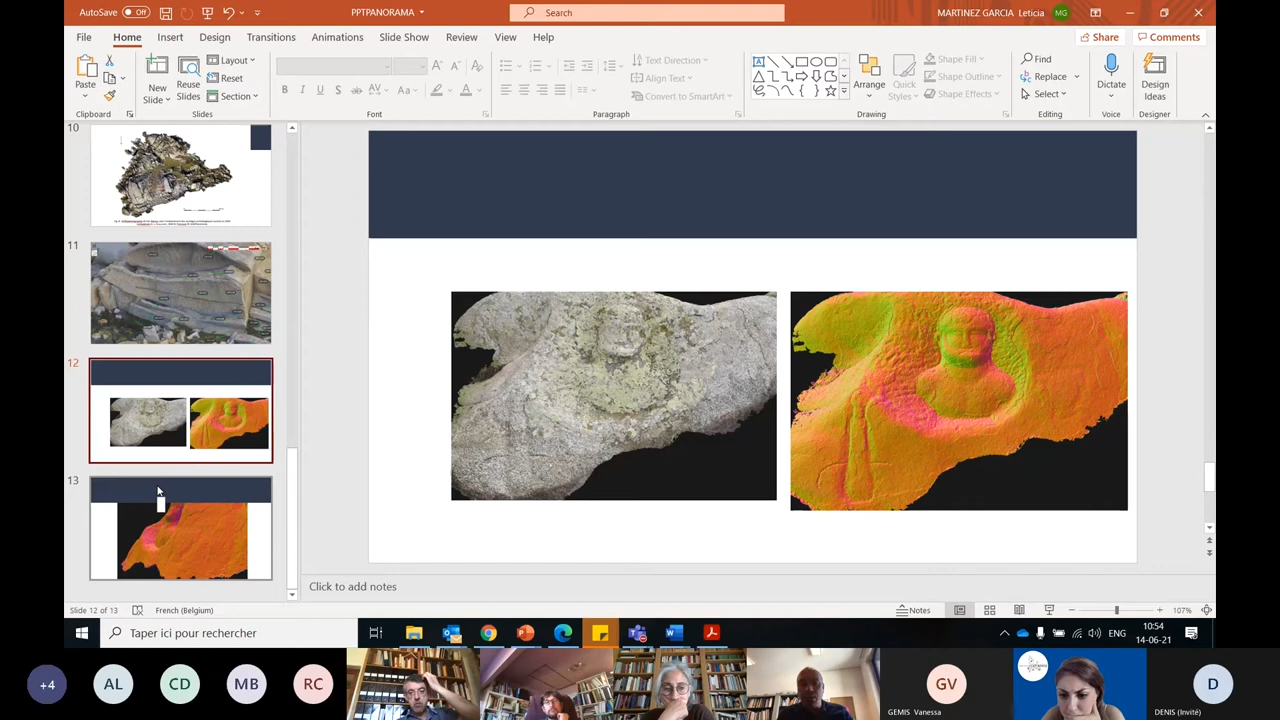 AutoSave Off PPTPANORAMA Search MARTINEZ GARCIA Leticia MG
File Home Insert Design Transitions Animations Slide Show Review View Help Share Comments
Paste
Clipboard
New Slide
Reuse Slides
Layout
Reset
Section
Slides
Font
Text Direction
Align Text
Convert to SmartArt
Paragraph
Arrange
Quick Styles
Shape Fill
Shape Outline
Shape Effects
Drawing
Find
Replace
Select
Editing
Dictate
Voice
Design Ideas
Designer
10
11
12
13
Click to add notes
Slide 12 of 13 French (Belgium) Notes 107%
Taper ici pour rechercher ENG 10:54
14-06-21
+4 AL CD MB RC GV D
GEMIS Vanessa DENIS (Invité)